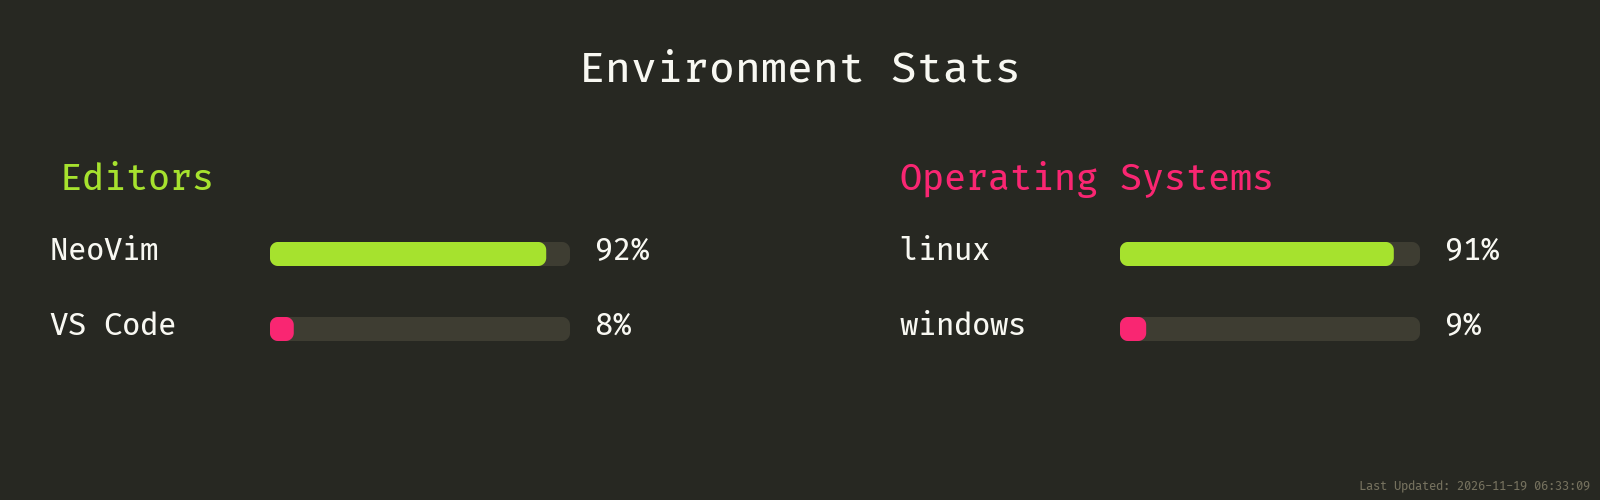 Environment Stats
Editors
NeoVim 92%
VS Code 8%
Operating Systems
linux 91%
windows 9%
Last Updated: 2026-11-19 06:33:09